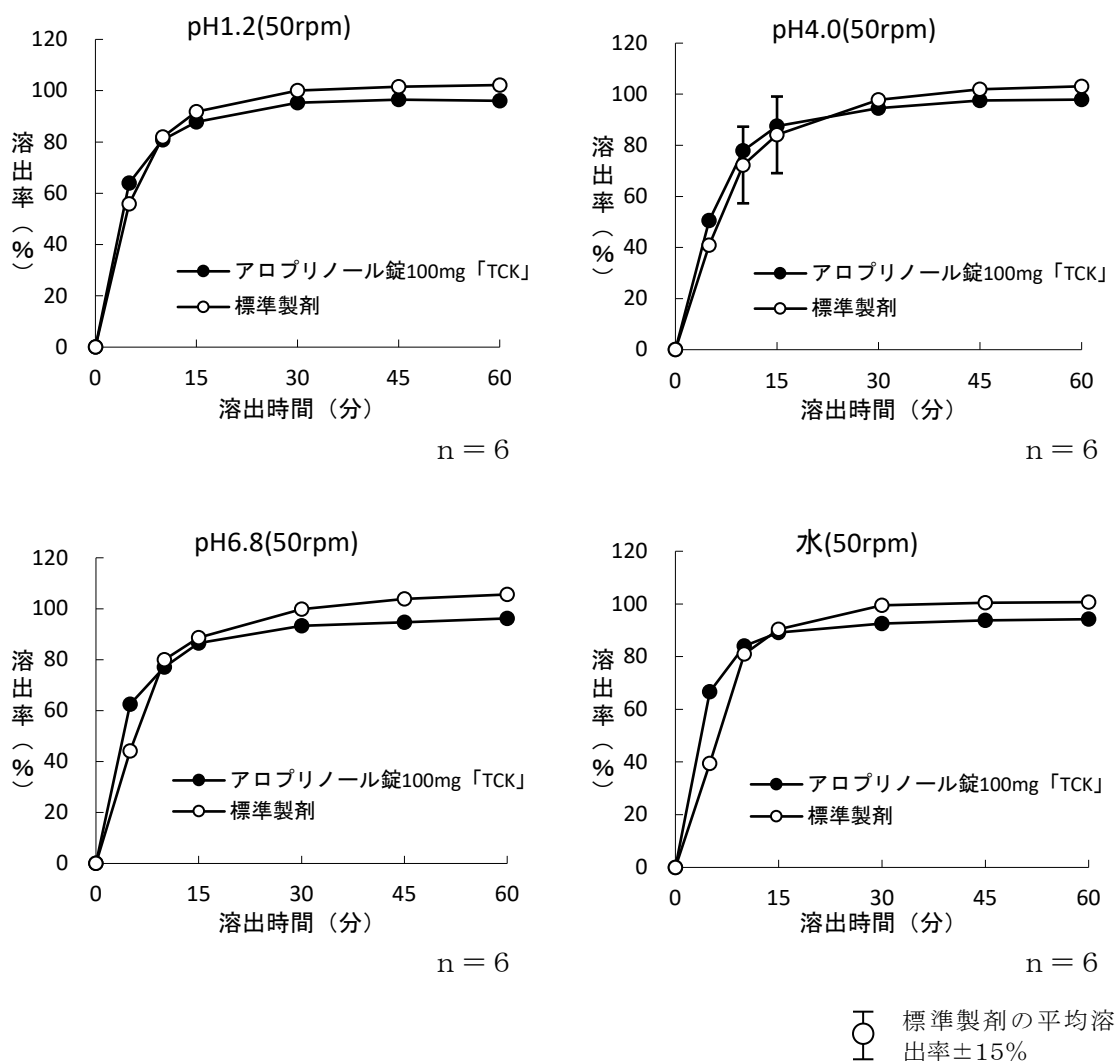 pH1.2(50rpm)
120
100
80
60
40
20
0
溶出率（%）
アロプリノール錠100mg「TCK」
標準製剤
0 15 30 45 60
溶出時間（分）
n＝6
pH4.0(50rpm)
120
100
80
60
40
20
0
溶出率（%）
アロプリノール錠100mg「TCK」
標準製剤
0 15 30 45 60
溶出時間（分）
n＝6
pH6.8(50rpm)
120
100
80
60
40
20
0
溶出率（%）
アロプリノール錠100mg「TCK」
標準製剤
0 15 30 45 60
溶出時間（分）
n＝6
水(50rpm)
120
100
80
60
40
20
0
溶出率（%）
アロプリノール錠100mg「TCK」
標準製剤
0 15 30 45 60
溶出時間（分）
n＝6
標準製剤の平均溶
出率±15%